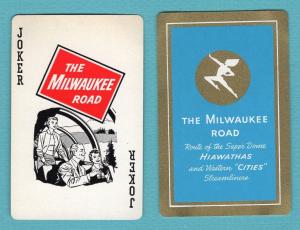 JOKER
THE
MILWAUKEE
ROAD
JOKER
THE MILWAUKEE
ROAD
Route of the Super Dome
HIAWATHAS
and Western "CITIES"
Streamliners